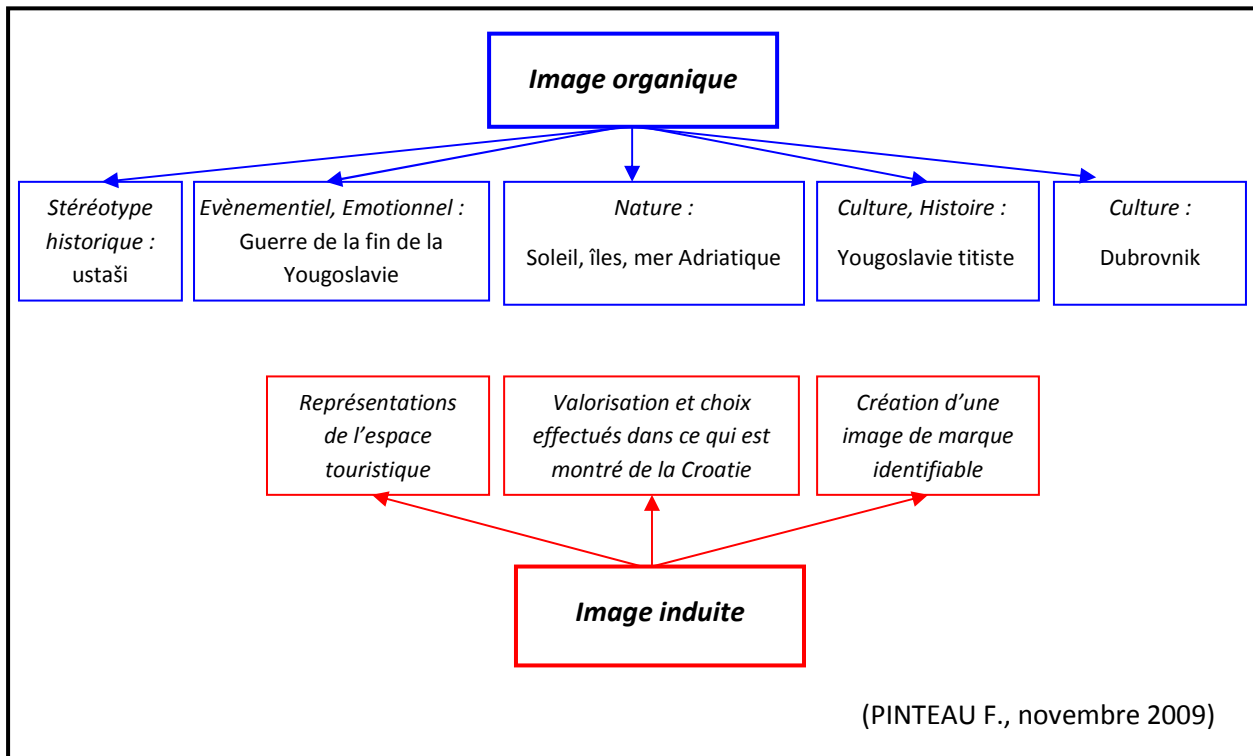 Image organique
Stéréotype
historique :
ustaši
Evènementiel, Emotionnel :
Guerre de la fin de la
Yougoslavie
Nature :
Soleil, îles, mer Adriatique
Culture, Histoire :
Yougoslavie titiste
Culture :
Dubrovnik
Représentations
de l’espace
touristique
Valorisation et choix
effectués dans ce qui est
montré de la Croatie
Création d’une
image de marque
identifiable
Image induite
(PINTEAU F., novembre 2009)